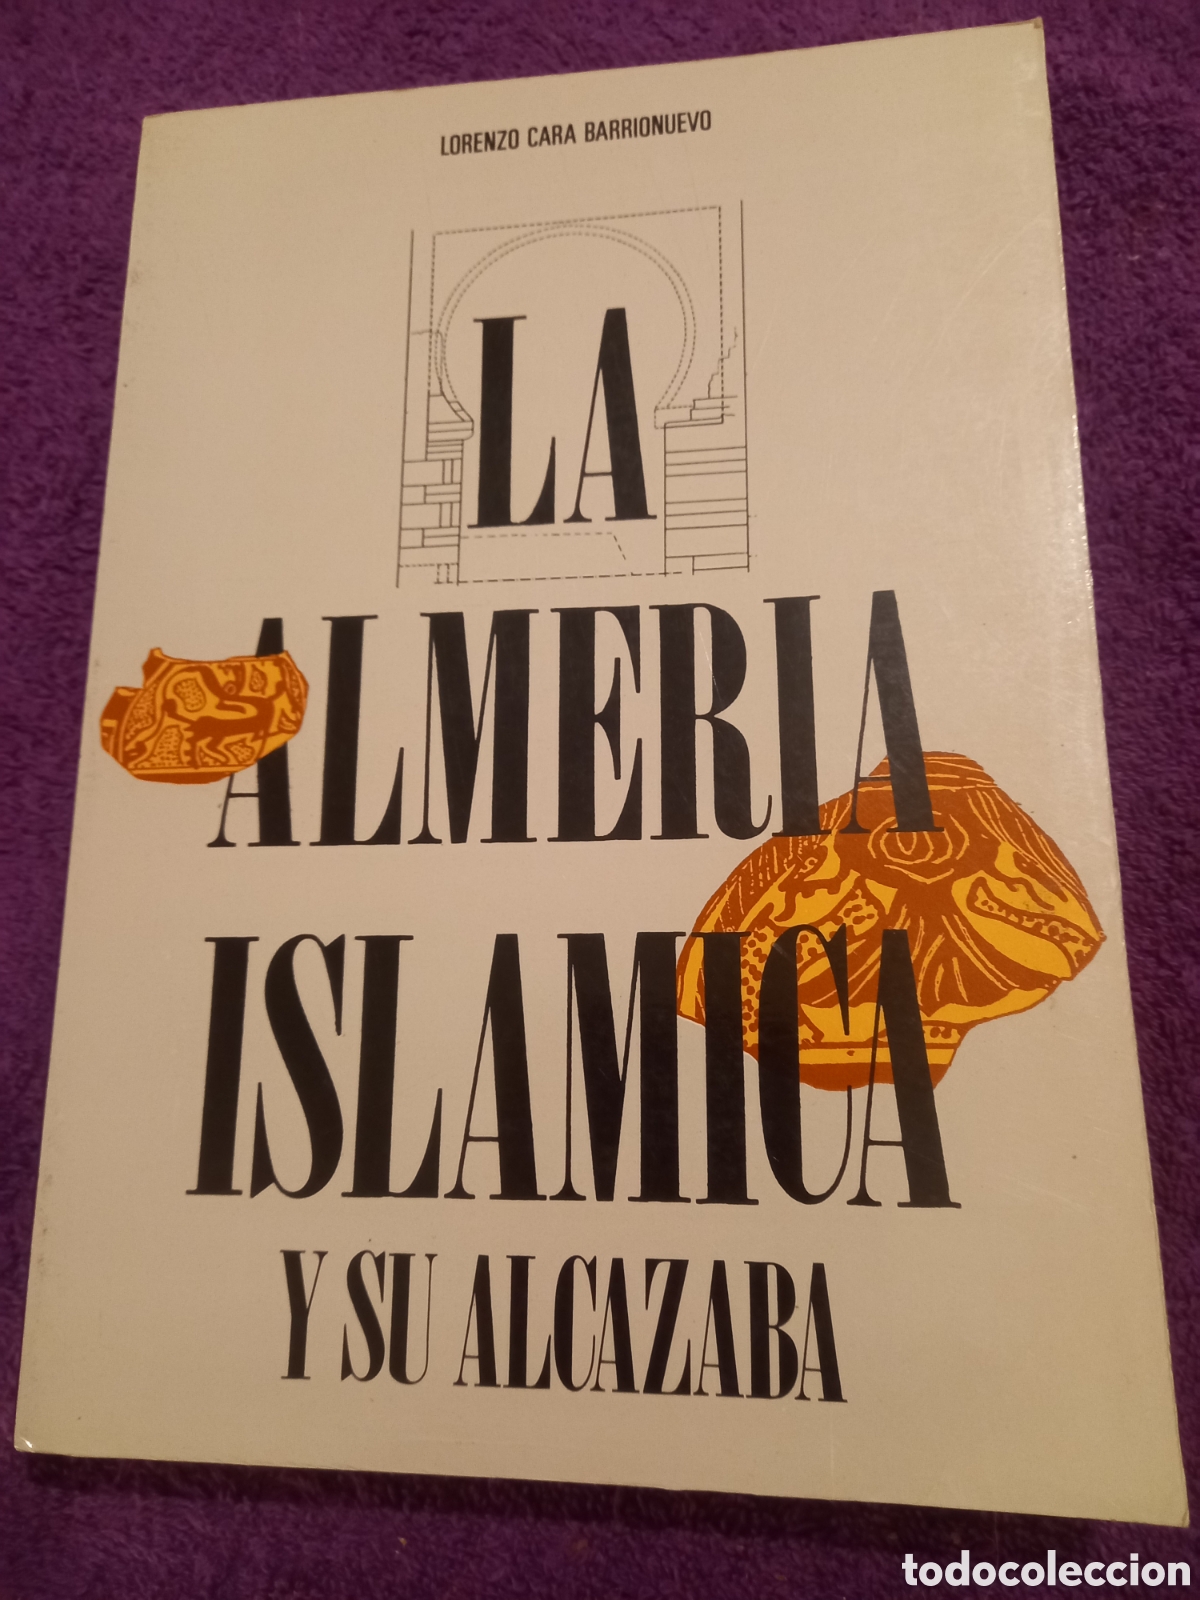 LORENZO CARA BARRIONUEVO
LA
ALMERIA
ISLAMICA
Y SU ALCAZABA
todocoleccion